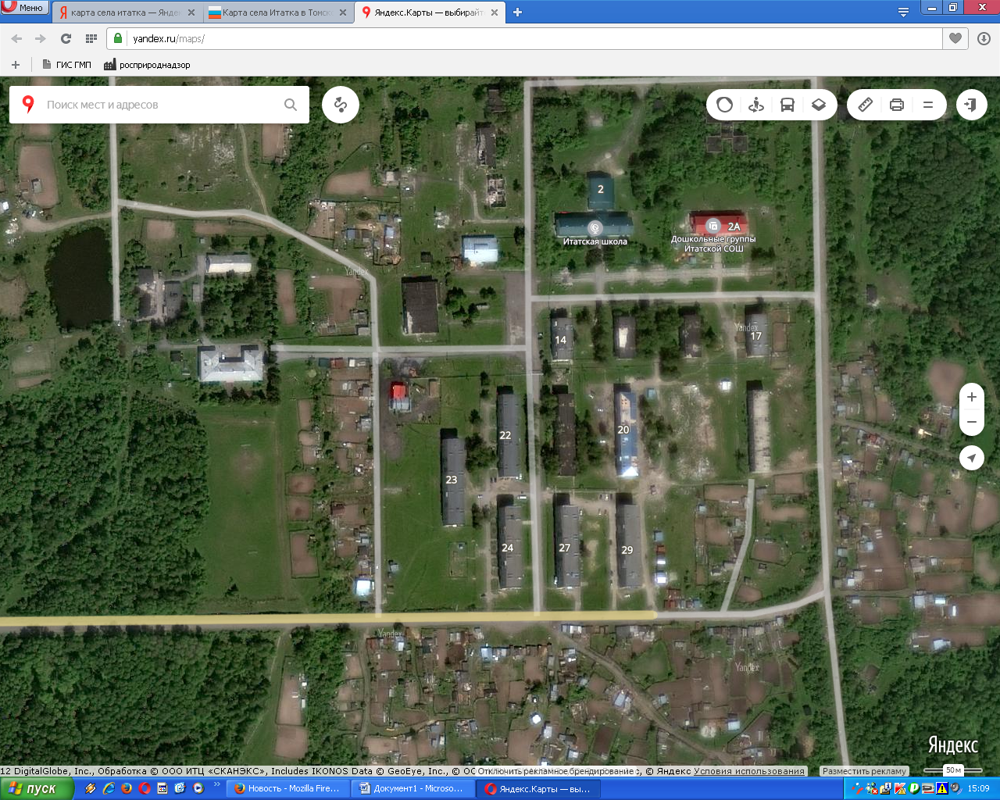 Меню
карта села итатка — Яндекс
Карта села Итатка в Томск
Яндекс.Карты — выбирайт
yandex.ru/maps/
ГИС ГМП
росприроднадзор
Поиск мест и адресов
2
2А
Итатская школа
Дошкольные группы
Итатской СОШ
Yandex
Yandex
14
17
22
20
23
24
27
29
Yandex
Yandex
Яндекс
12 DigitalGlobe, Inc., Обработка © ООО ИТЦ «СКАНЭКС», Includes IKONOS Data © GeoEye, Inc., © ОС
Отключить рекламное брендирование
, © Яндекс Условия использования
Разместить рекламу
50 м
пуск
Новость - Mozilla Fire...
Документ1 - Microso...
Яндекс.Карты — вы...
15:09